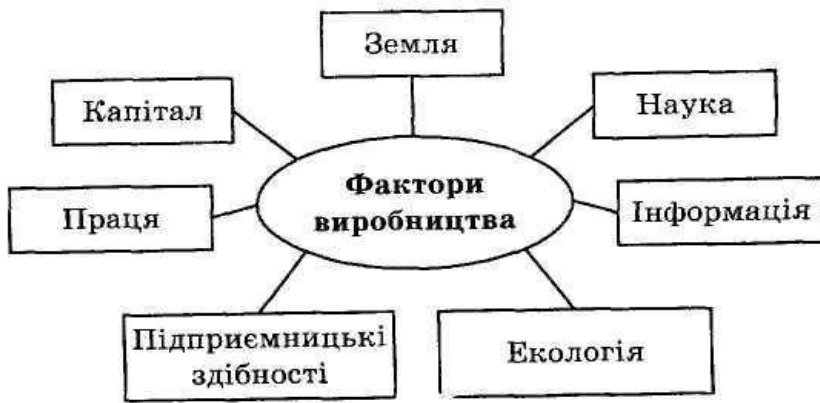 Земля
Капітал
Наука
Фактори
виробництва
Праця
Інформація
Підприємницькі
здібності
Екологія